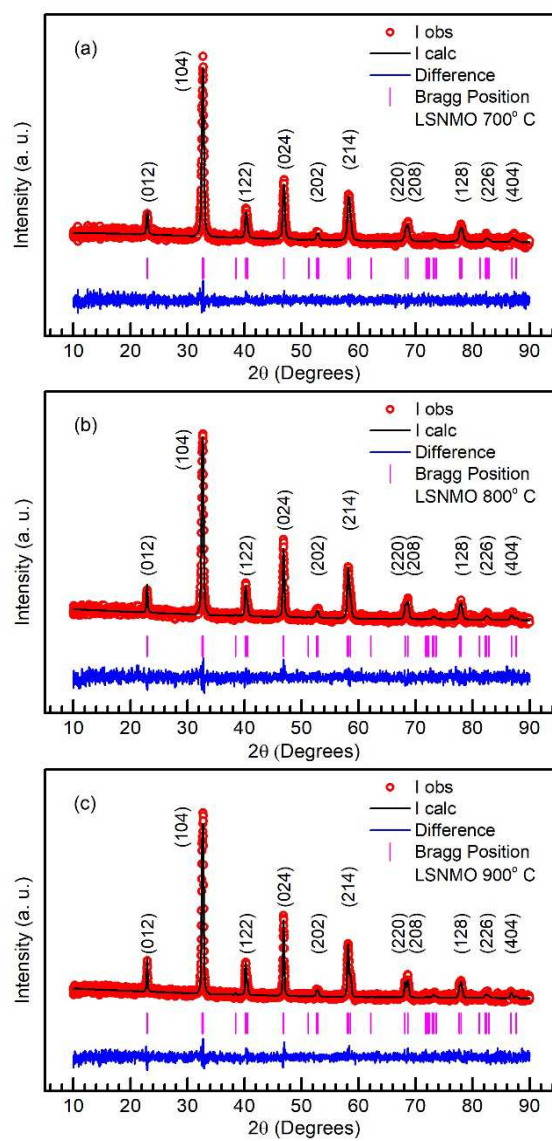 (a)
I obs
I calc
Difference
Bragg Position
LSNMO 700° C
(012)
(104)
(122)
(024)
(202)
(214)
(220)
(208)
(128)
(226)
(404)
Intensity (a. u.)
10 20 30 40 50 60 70 80 90
2θ (Degrees)
(b)
I obs
I calc
Difference
Bragg Position
LSNMO 800° C
(012)
(104)
(122)
(024)
(202)
(214)
(220)
(208)
(128)
(226)
(404)
Intensity (a. u.)
10 20 30 40 50 60 70 80 90
2θ (Degrees)
(c)
I obs
I calc
Difference
Bragg Position
LSNMO 900° C
(012)
(104)
(122)
(024)
(202)
(214)
(220)
(208)
(128)
(226)
(404)
Intensity (a. u.)
10 20 30 40 50 60 70 80 90
2θ (Degrees)